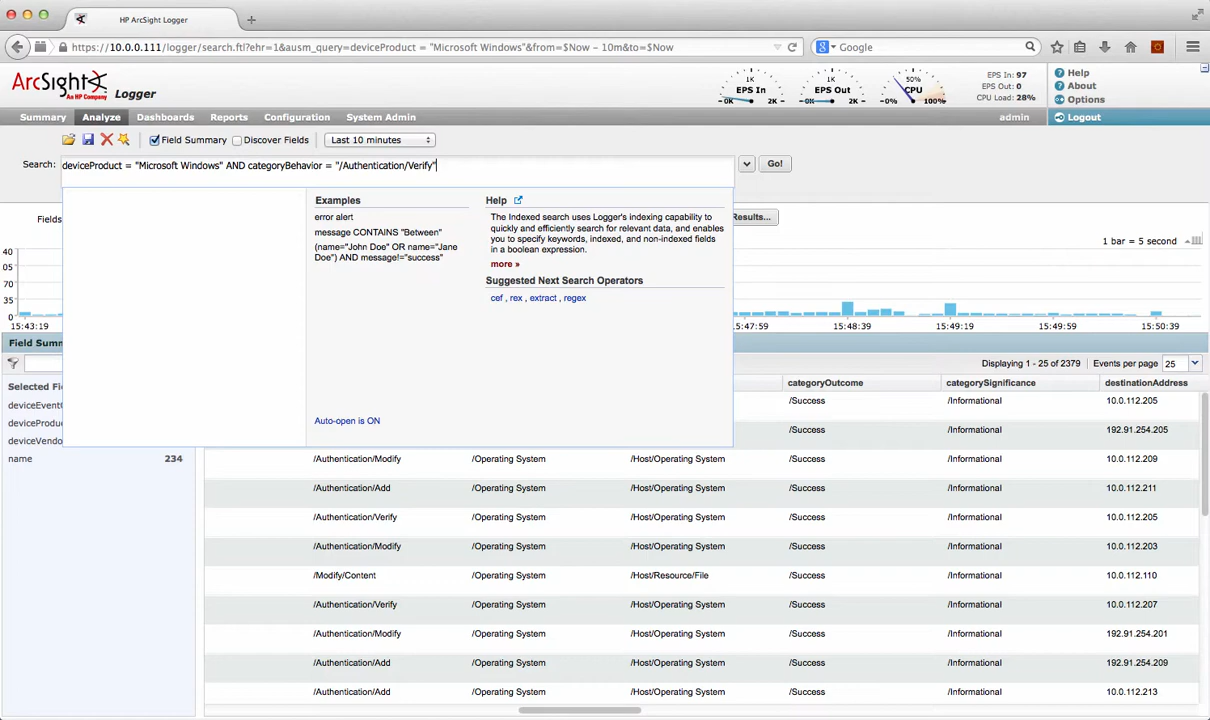 HP ArcSight Logger
https://10.0.0.111/logger/search.ftl?ehr=1&ausm_query=deviceProduct = "Microsoft Windows"&from=$Now – 10m&to=$Now
Google
ArcSight
An HP Company
Logger
1K
EPS In
-0K
2K
1K
EPS Out
-0K
2K
50%
CPU
0%
100%
EPS In: 97
EPS Out: 0
CPU Load: 28%
Help
About
Options
Summary
Analyze
Dashboards
Reports
Configuration
System Admin
admin
Logout
Field Summary
Discover Fields
Last 10 minutes
Search:
deviceProduct = "Microsoft Windows" AND categoryBehavior = "/Authentication/Verify"
Go!
Examples
error alert
message CONTAINS "Between"
(name="John Doe" OR name="Jane
Doe") AND message!="success"
Auto-open is ON
Help
The Indexed search uses Logger's indexing capability to
quickly and efficiently search for relevant data, and enables
you to specify keywords, indexed, and non-indexed fields
in a boolean expression.
more »
Suggested Next Search Operators
cef , rex , extract , regex
Fields
Results...
1 bar = 5 second
40
05
70
35
0
15:43:19
15:47:59
15:48:39
15:49:19
15:49:59
15:50:39
Field Summ
Displaying 1 - 25 of 2379
Events per page
25
Selected Fi
deviceEvent
deviceProdu
deviceVendo
name
234
categoryOutcome
categorySignificance
destinationAddress
/Success /Informational 10.0.112.205
/Success /Informational 192.91.254.205
/Authentication/Modify /Operating System /Host/Operating System /Success /Informational 10.0.112.209
/Authentication/Add /Operating System /Host/Operating System /Success /Informational 10.0.112.211
/Authentication/Verify /Operating System /Host/Operating System /Success /Informational 10.0.112.205
/Authentication/Modify /Operating System /Host/Operating System /Success /Informational 10.0.112.203
/Modify/Content /Operating System /Host/Resource/File /Success /Informational 10.0.112.110
/Authentication/Verify /Operating System /Host/Operating System /Success /Informational 10.0.112.207
/Authentication/Modify /Operating System /Host/Operating System /Success /Informational 192.91.254.201
/Authentication/Add /Operating System /Host/Operating System /Success /Informational 192.91.254.209
/Authentication/Add /Operating System /Host/Operating System /Success /Informational 10.0.112.213